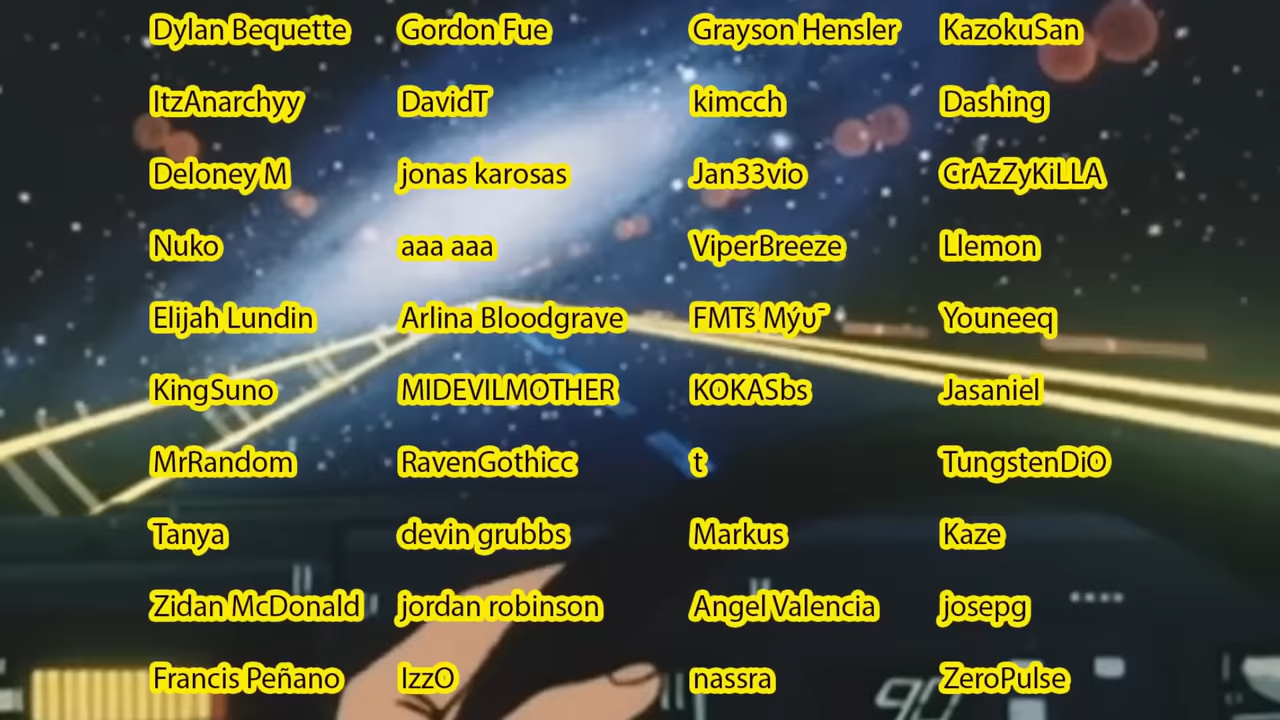 Dylan Bequette Gordon Fue Grayson Hensler KazokuSan
ItzAnarchyy DavidT kimcch Dashing
Deloney M jonas karosas Jan33vio CrAzZyKiLLA
Nuko aaa aaa ViperBreeze Llemon
Elijah Lundin Arlina Bloodgrave FMTš Mýυ¯ Youneeq
KingSuno MIDEVILMOTHER KOKASbs Jasaniel
MrRandom RavenGothicc t TungstenDiO
Tanya devin grubbs Markus Kaze
Zidan McDonald jordan robinson Angel Valencia josepg
Francis Peñano IzzO nassra ZeroPulse
90